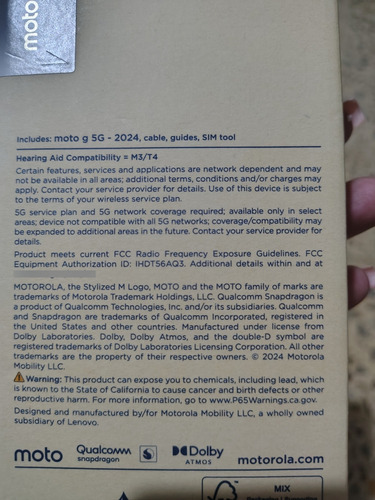 moto
Includes: moto g 5G - 2024, cable, guides, SIM tool
Hearing Aid Compatibility = M3/T4
Certain features, services and applications are network dependent and may
not be available in all areas; additional terms, conditions and/or charges may
apply. Contact your service provider for details. Use of this device is subject
to the terms of your wireless service plan.
5G service plan and 5G network coverage required; available only in select
areas; device not compatible with all 5G networks; coverage/compatibility may
be expanded to additional areas in the future. Contact your service provider for
details.
Product meets current FCC Radio Frequency Exposure Guidelines. FCC
Equipment Authorization ID: IHDT56AQ3. Additional details within and at
MOTOROLA, the Stylized M Logo, MOTO and the MOTO family of marks are
trademarks of Motorola Trademark Holdings, LLC. Qualcomm Snapdragon is
a product of Qualcomm Technologies, Inc. and/or its subsidiaries. Qualcomm
and Snapdragon are trademarks of Qualcomm Incorporated, registered in
the United States and other countries. Manufactured under license from
Dolby Laboratories. Dolby, Dolby Atmos, and the double-D symbol are
registered trademarks of Dolby Laboratories Licensing Corporation. All other
trademarks are the property of their respective owners. © 2024 Motorola
Mobility LLC.
Warning: This product can expose you to chemicals, including lead, which
is known to the State of California to cause cancer and birth defects or other
reproductive harm. For more information, go to www.P65Warnings.ca.gov.
Designed and manufactured by/for Motorola Mobility LLC, a wholly owned
subsidiary of Lenovo.
moto Qualcomm snapdragon Dolby ATMOS motorola.com
MIX